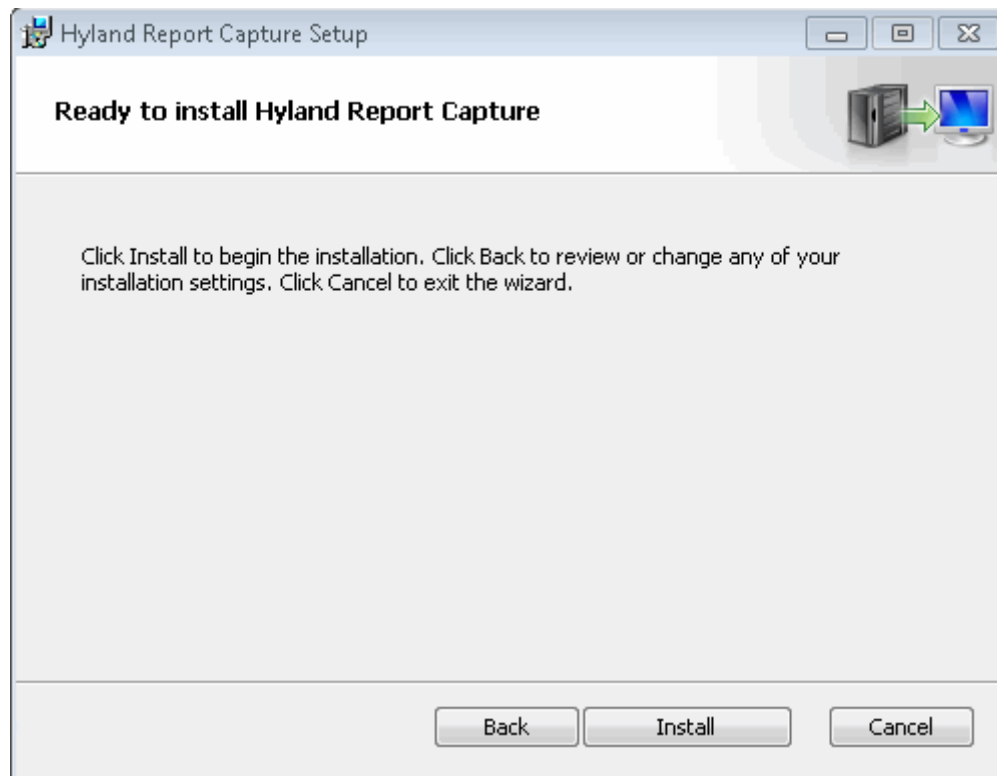 Hyland Report Capture Setup
Ready to install Hyland Report Capture
Click Install to begin the installation. Click Back to review or change any of your
installation settings. Click Cancel to exit the wizard.
Back Install Cancel